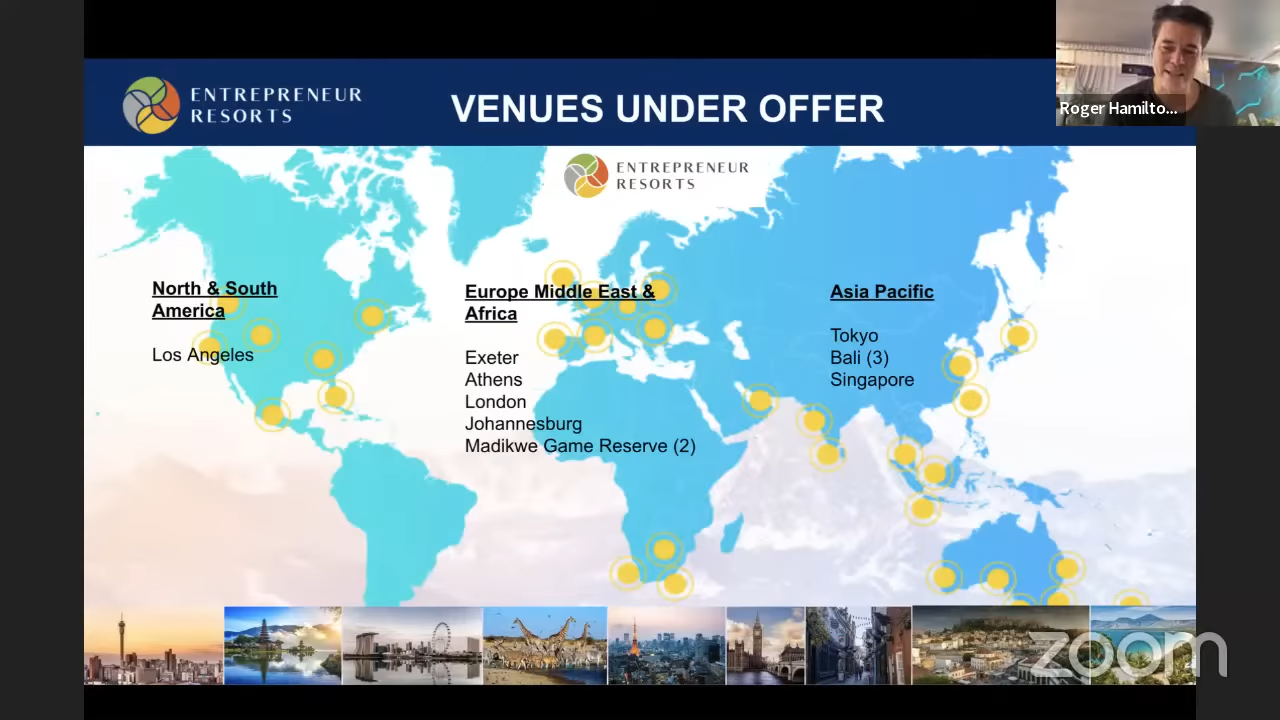 ENTREPRENEUR
RESORTS
VENUES UNDER OFFER
Roger Hamilto...
ENTREPRENEUR
RESORTS
North & South
America
Los Angeles
Europe Middle East &
Africa
Exeter
Athens
London
Johannesburg
Madikwe Game Reserve (2)
Asia Pacific
Tokyo
Bali (3)
Singapore
zoom